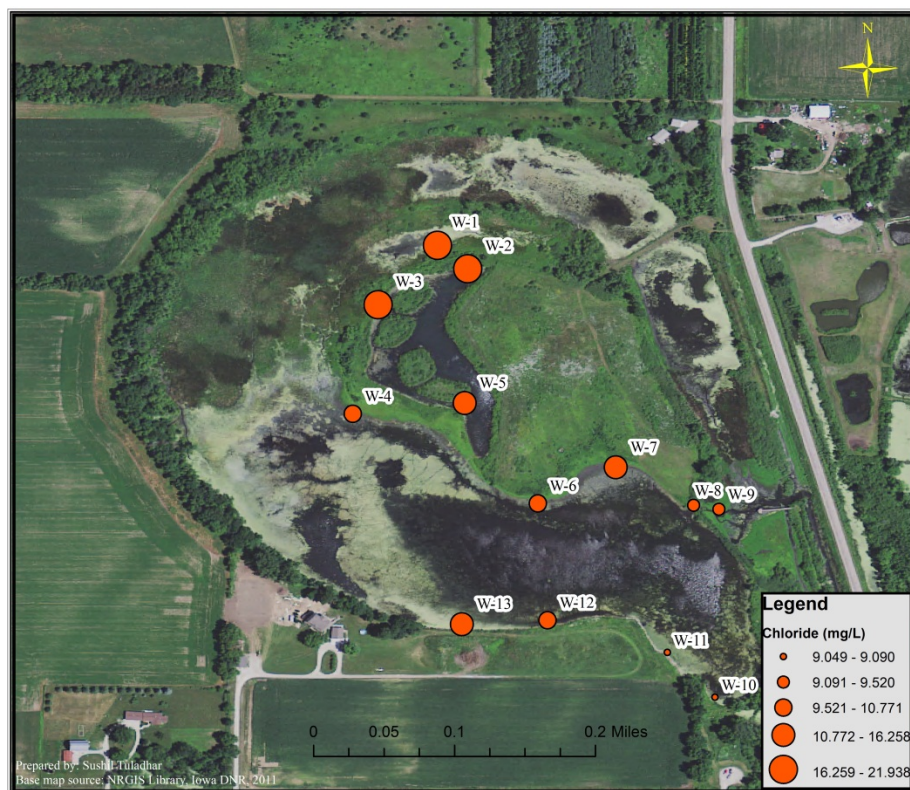 N
W-1
W-2
W-3
W-5
W-4
W-7
W-6
W-8
W-9
W-13
W-12
W-11
W-10
Legend
Chloride (mg/L)
9.049 - 9.090
9.091 - 9.520
9.521 - 10.771
10.772 - 16.258
16.259 - 21.938
0 0.05 0.1 0.2 Miles
Prepared by: Sushil Tuladhar
Base map source: NRGIS Library, Iowa DNR, 2011